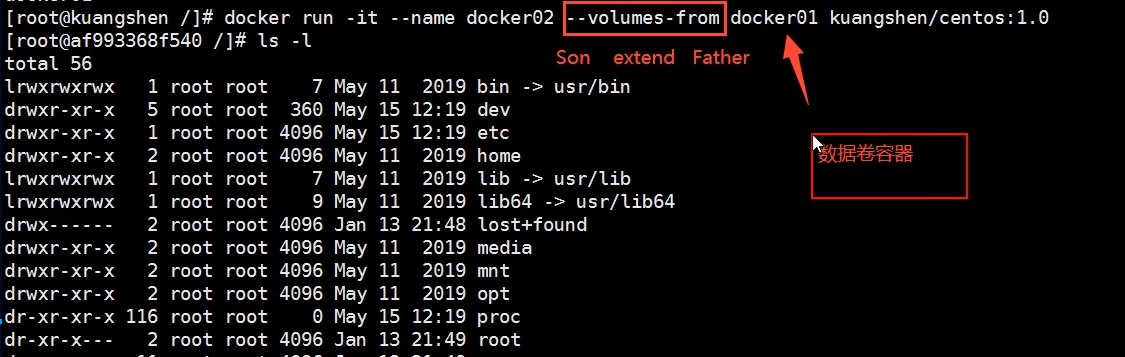 [root@kuangshen /]# docker run -it --name docker02 --volumes-from docker01 kuangshen/centos:1.0
[root@af993368f540 /]# ls -l
Son extend Father
total 56
lrwxrwxrwx 1 root root 7 May 11 2019 bin -> usr/bin
drwxr-xr-x 5 root root 360 May 15 12:19 dev
drwxr-xr-x 1 root root 4096 May 15 12:19 etc
数据卷容器
drwxr-xr-x 2 root root 4096 May 11 2019 home
lrwxrwxrwx 1 root root 7 May 11 2019 lib -> usr/lib
lrwxrwxrwx 1 root root 9 May 11 2019 lib64 -> usr/lib64
drwx------ 2 root root 4096 Jan 13 21:48 lost+found
drwxr-xr-x 2 root root 4096 May 11 2019 media
drwxr-xr-x 2 root root 4096 May 11 2019 mnt
drwxr-xr-x 2 root root 4096 May 11 2019 opt
dr-xr-xr-x 116 root root 0 May 15 12:19 proc
dr-xr-x--- 2 root root 4096 Jan 13 21:49 root